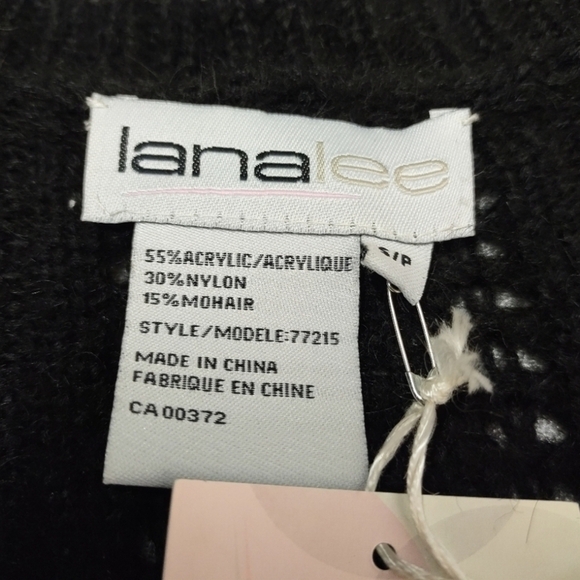 lanalee
S/P
55%ACRYLIC/ACRYLIQUE
30%NYLON
15%MOHAIR
STYLE/MODELE:77215
MADE IN CHINA
FABRIQUE EN CHINE
CA 00372